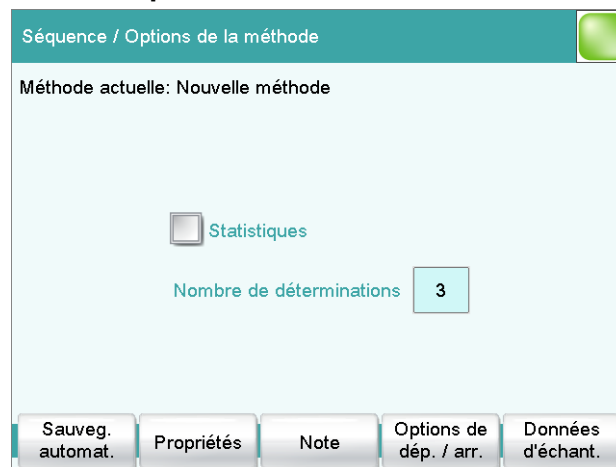 Séquence / Options de la méthode
Méthode actuelle: Nouvelle méthode
Statistiques
Nombre de déterminations 3
Sauveg. automat.
Propriétés
Note
Options de dép. / arr.
Données d'échant.